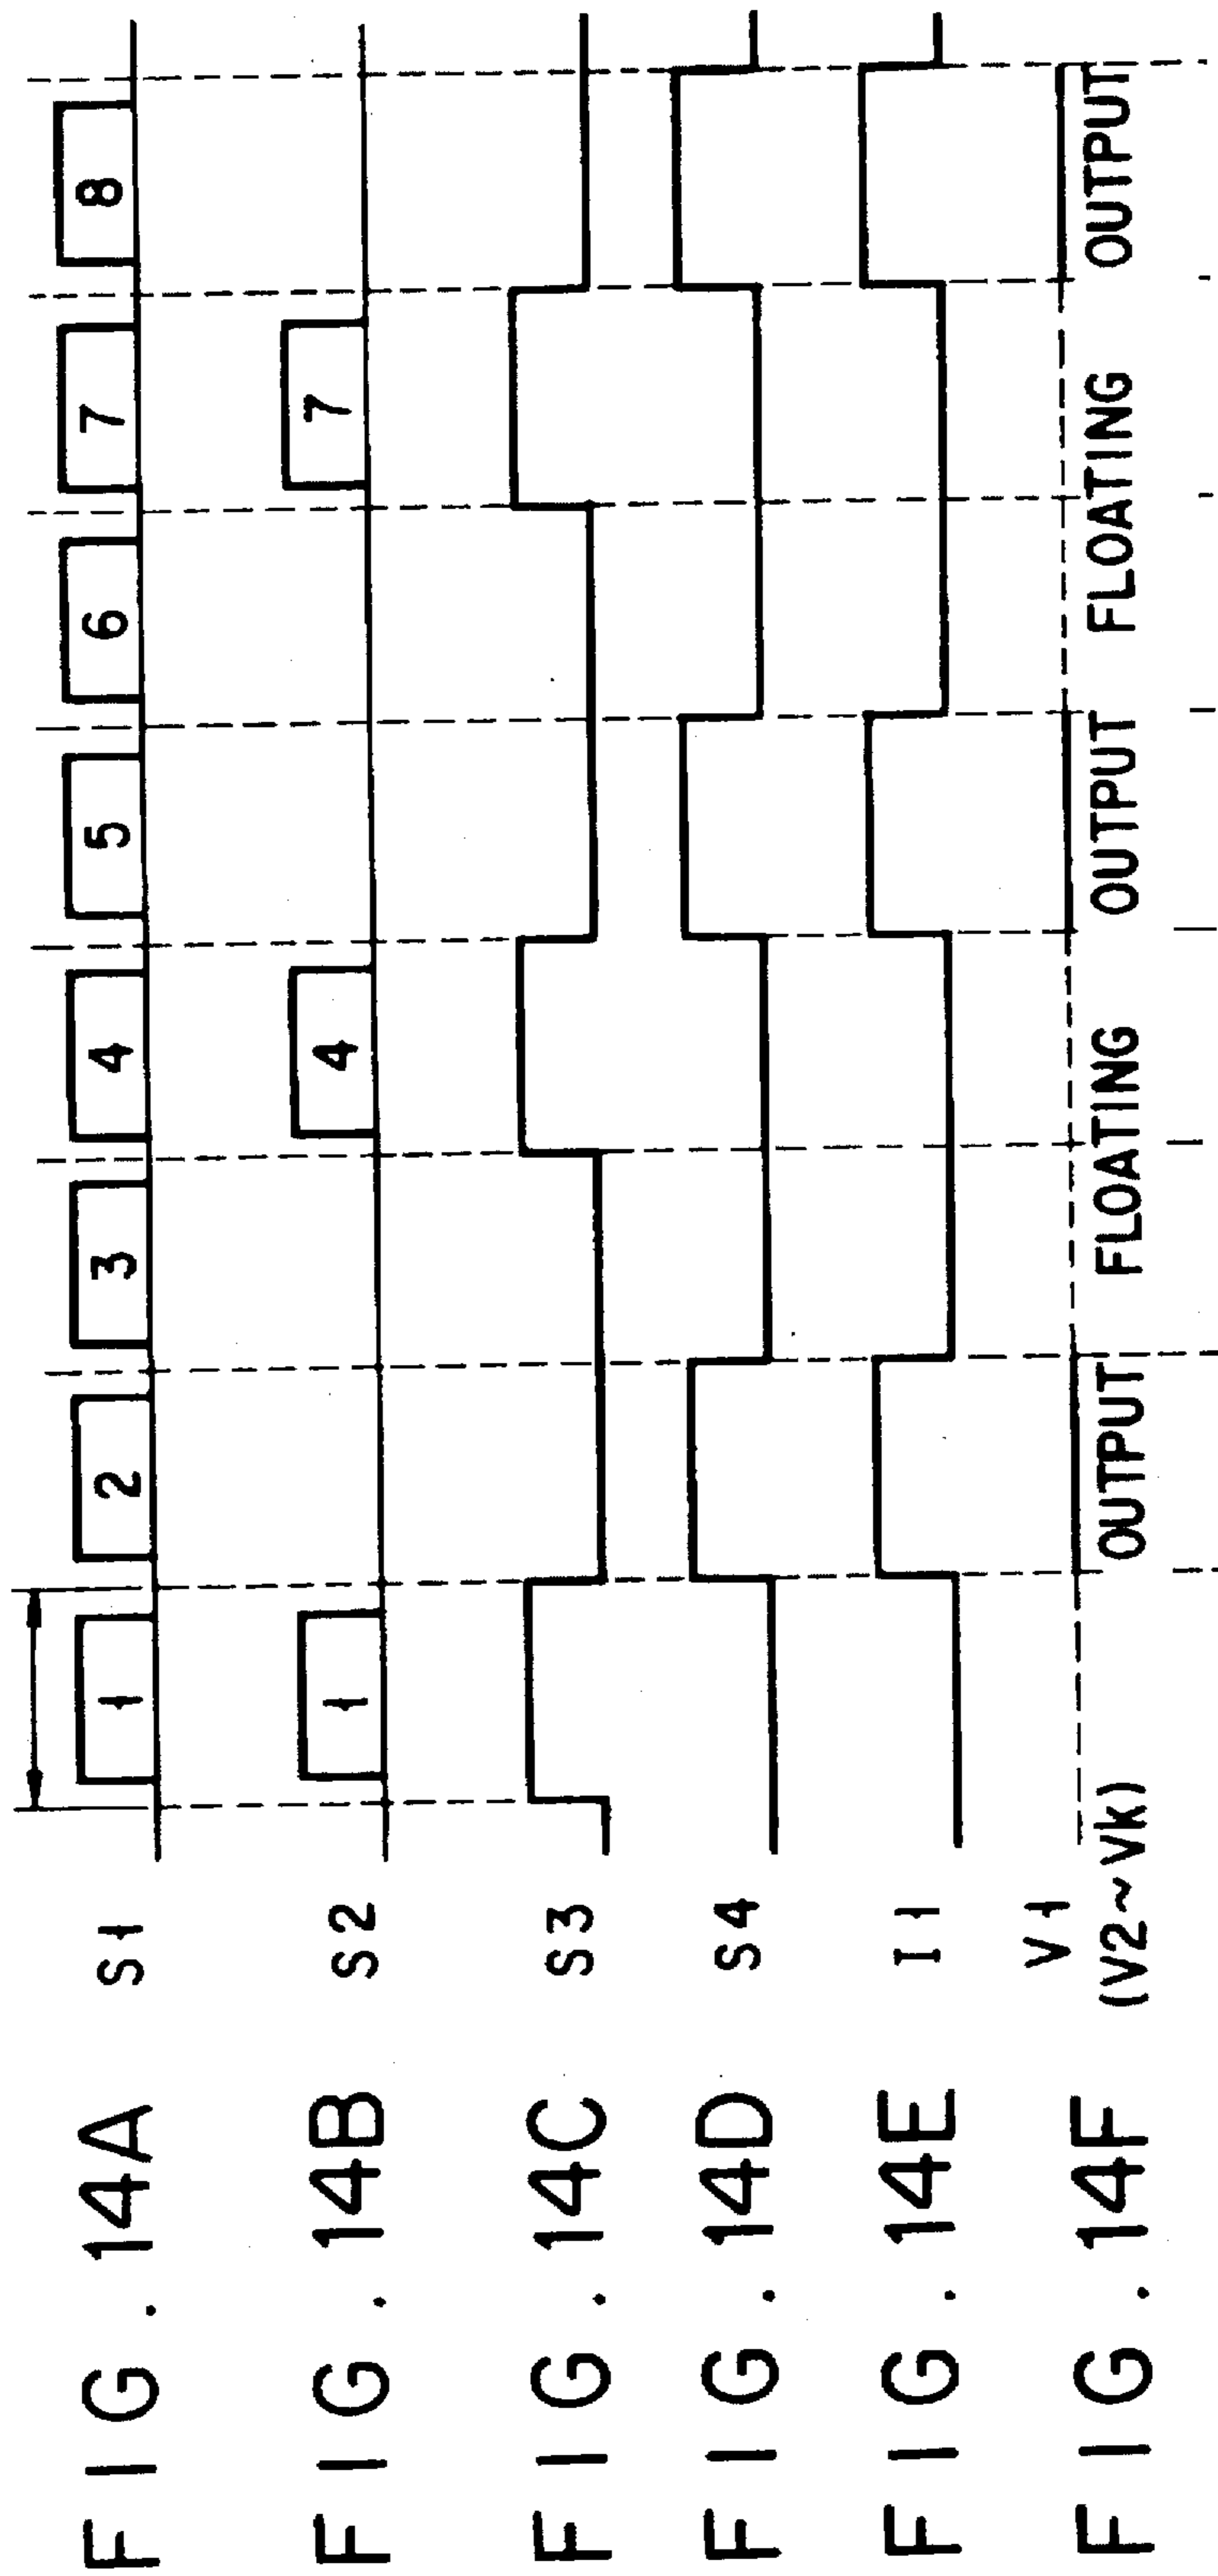 FIG. 14A S1 1 2 3 4 5 6 7 8
FIG. 14B S2 1 4 7
FIG. 14C S3
FIG. 14D S4
FIG. 14E I1
FIG. 14F V1
(V2~Vk) OUTPUT FLOATING OUTPUT FLOATING OUTPUT